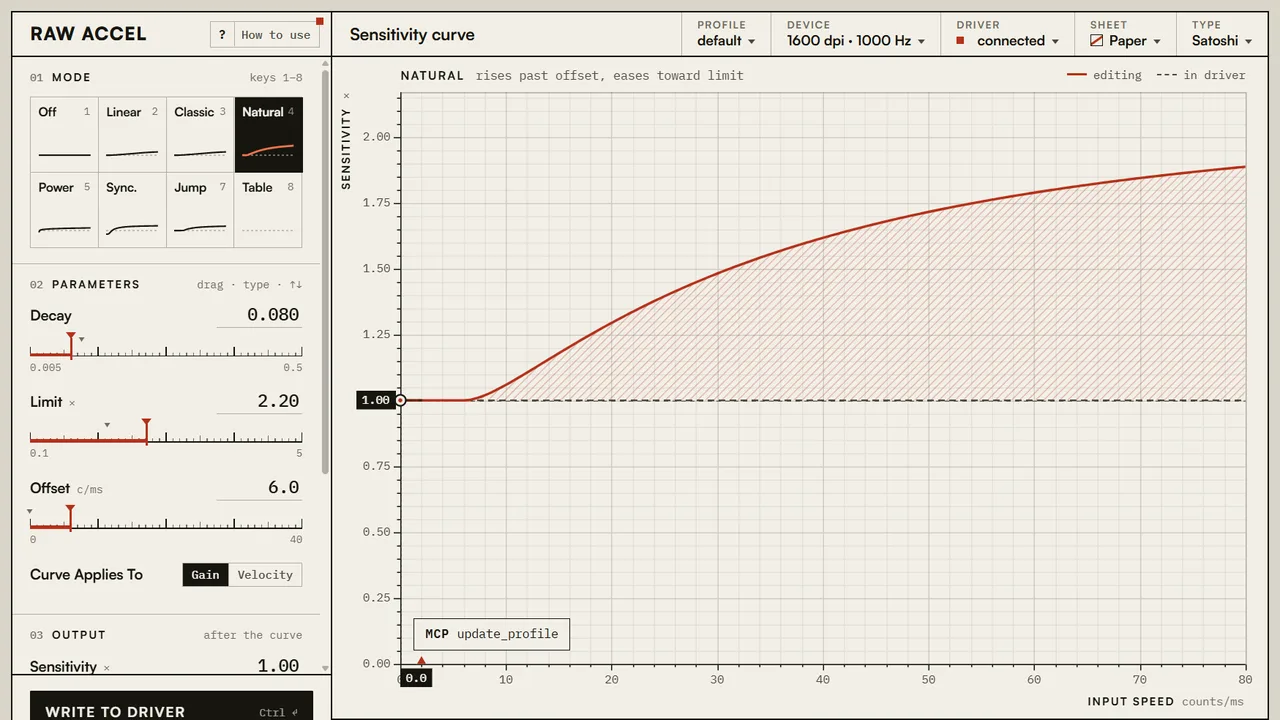 RAW ACCEL
? How to use
Sensitivity curve
PROFILE
default
DEVICE
1600 dpi · 1000 Hz
DRIVER
connected
SHEET
Paper
TYPE
Satoshi
01 MODE
keys 1–8
Off 1
Linear 2
Classic 3
Natural 4
Power 5
Sync.
Jump 7
Table 8
02 PARAMETERS
drag · type · ↑↓
Decay
0.080
0.005
0.5
Limit ×
2.20
0.1
5
Offset c/ms
6.0
0
40
Curve Applies To
Gain
Velocity
03 OUTPUT
after the curve
Sensitivity ×
1.00
WRITE TO DRIVER
Ctrl ↲
NATURAL rises past offset, eases toward limit
editing
in driver
SENSITIVITY ×
2.00
1.75
1.50
1.25
1.00
0.75
0.50
0.25
0.00
MCP update_profile
0.0
10
20
30
40
50
60
70
80
INPUT SPEED counts/ms